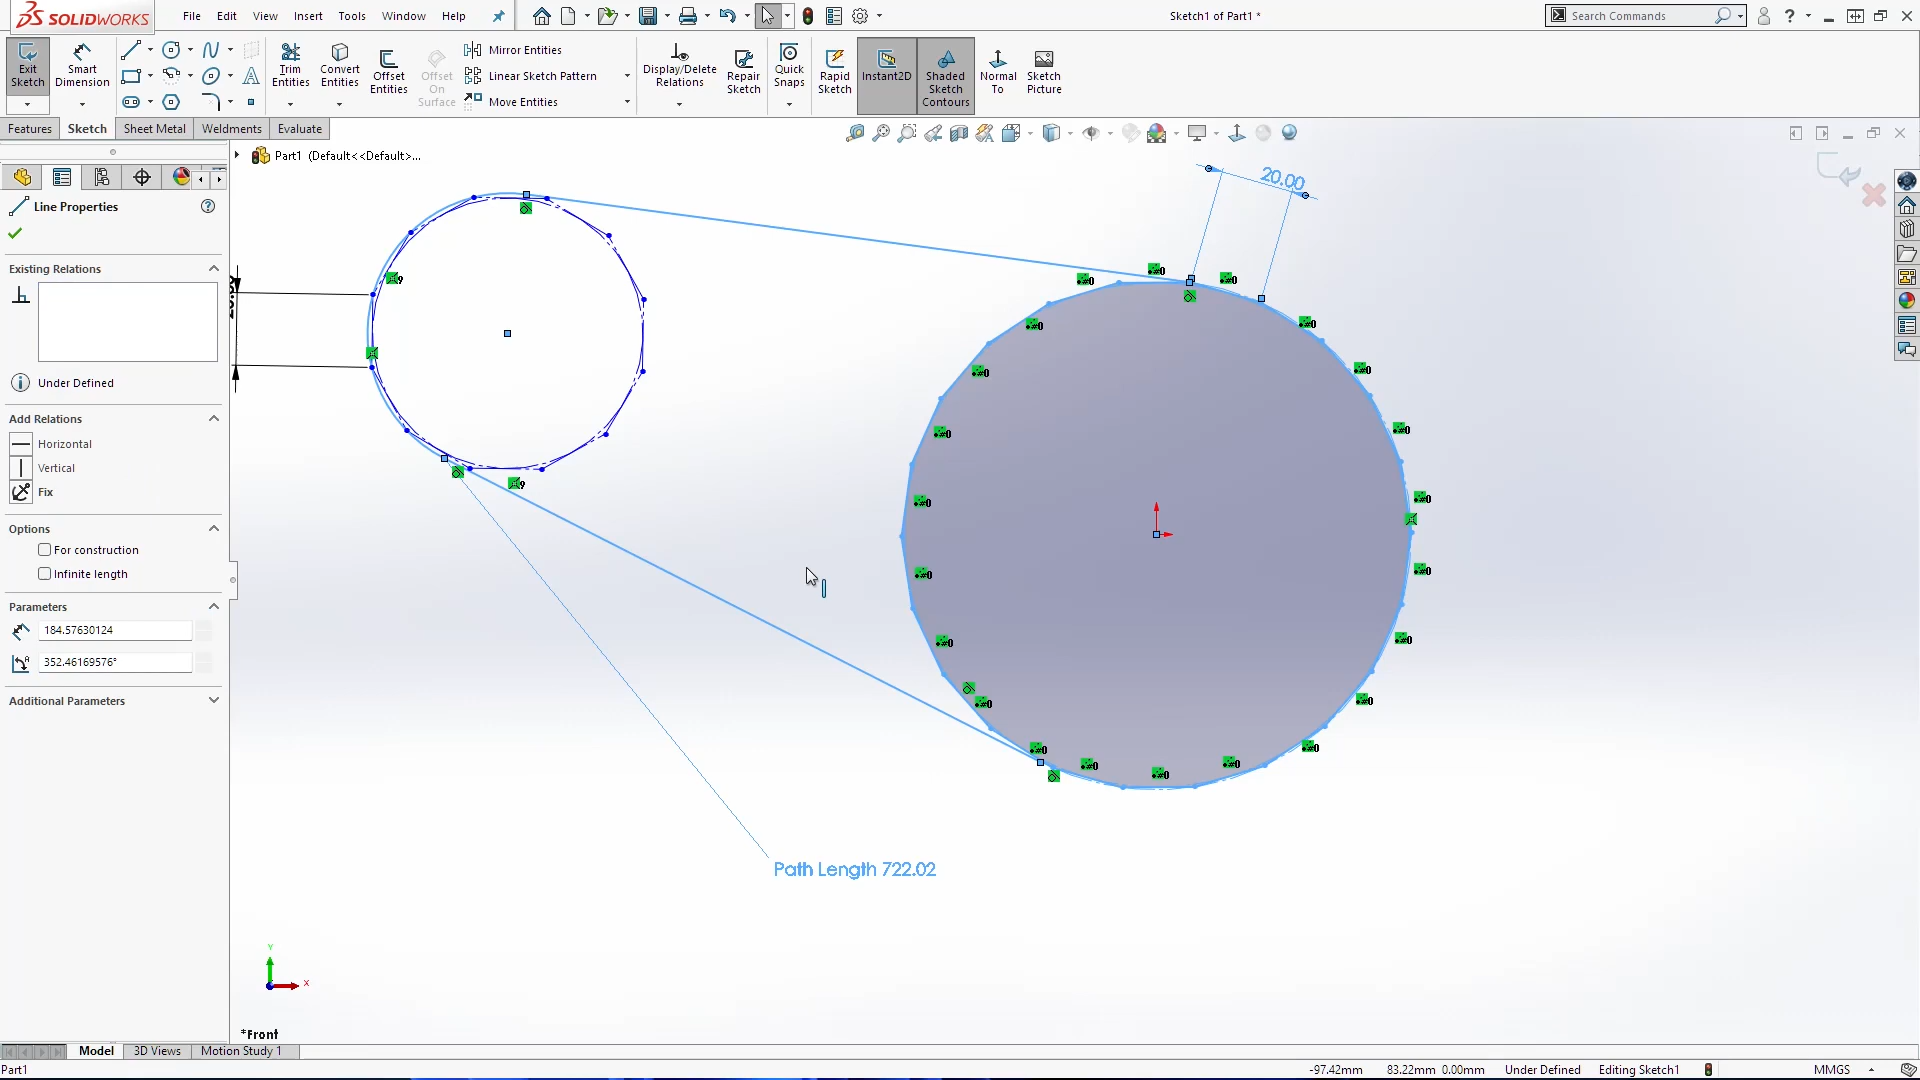 SOLIDWORKS
File
Edit
View
Insert
Tools
Window
Help
Sketch1 of Part1 *
Search Commands
Exit Sketch
Smart Dimension
Trim Entities
Convert Entities
Offset Entities
Offset On Surface
Mirror Entities
Linear Sketch Pattern
Move Entities
Display/Delete Relations
Repair Sketch
Quick Snaps
Rapid Sketch
Instant2D
Shaded Sketch Contours
Normal To
Sketch Picture
Features
Sketch
Sheet Metal
Weldments
Evaluate
Part1 (Default<<Default>...
Line Properties
Existing Relations
Under Defined
Add Relations
Horizontal
Vertical
Fix
Options
For construction
Infinite length
Parameters
184.57630124
352.46169576°
Additional Parameters
20.00
Path Length 722.02
Y
X
*Front
Model
3D Views
Motion Study 1
Part1
-97.42mm
83.22mm 0.00mm
Under Defined
Editing Sketch1
MMGS